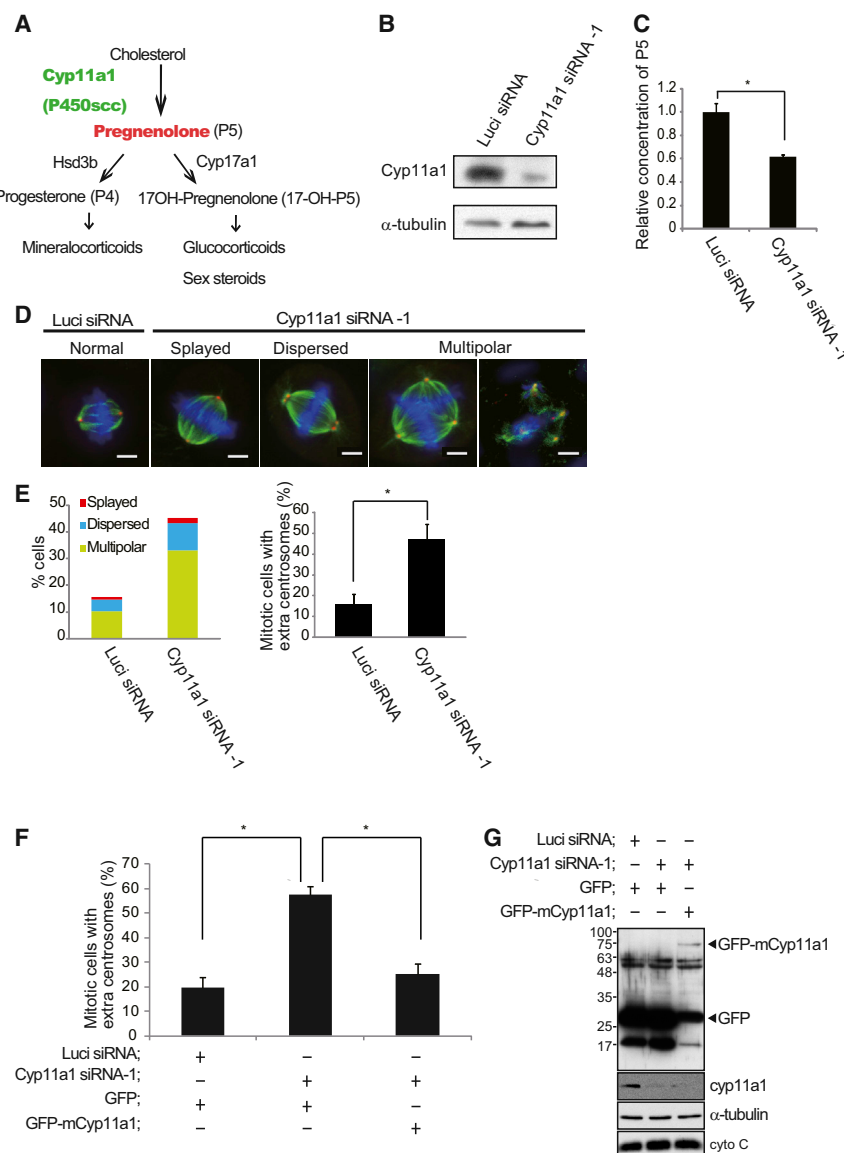 A
Cholesterol
Cyp11a1
(P450scc)
Pregnenolone (P5)
Hsd3b
Cyp17a1
Progesterone (P4)
17OH-Pregnenolone (17-OH-P5)
Mineralocorticoids
Glucocorticoids
Sex steroids
B
Luci siRNA
Cyp11a1 siRNA -1
Cyp11a1
α-tubulin
C
Relative concentration of P5
1.2
1.0
0.8
0.6
0.4
0.2
0
*
Luci siRNA
Cyp11a1 siRNA -1
D
Luci siRNA
Cyp11a1 siRNA -1
Normal
Splayed
Dispersed
Multipolar
E
% cells
50
40
30
20
10
0
Splayed
Dispersed
Multipolar
Luci siRNA
Cyp11a1 siRNA -1
Mitotic cells with
extra centrosomes (%)
50
40
30
20
10
0
*
Luci siRNA
Cyp11a1 siRNA -1
F
Mitotic cells with
extra centrosomes (%)
70
60
50
40
30
20
10
0
* *
Luci siRNA; + – –
Cyp11a1 siRNA-1; – + +
GFP; + + –
GFP-mCyp11a1; – – +
G
Luci siRNA; + – –
Cyp11a1 siRNA-1; – + +
GFP; + + –
GFP-mCyp11a1; – – +
100
75
63
48
35
25
17
GFP-mCyp11a1
GFP
cyp11a1
α-tubulin
cyto C